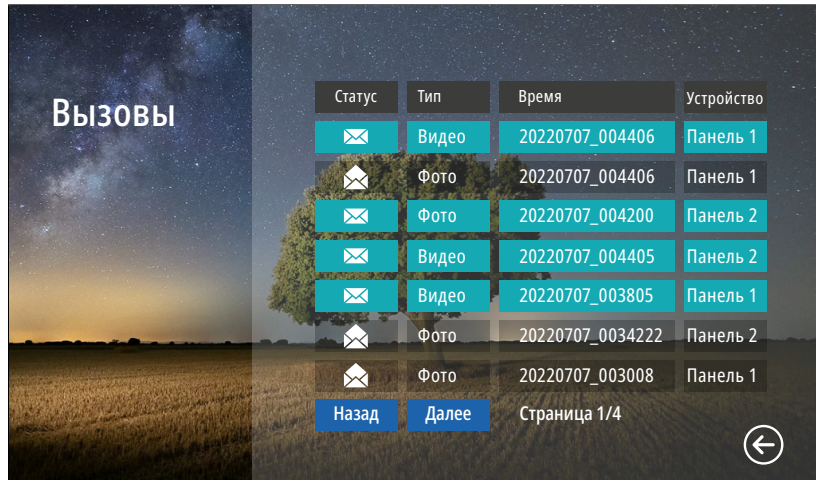 Вызовы
Статус Тип Время Устройство
Видео 20220707_004406 Панель 1
Фото 20220707_004406 Панель 1
Фото 20220707_004200 Панель 2
Видео 20220707_004405 Панель 2
Видео 20220707_003805 Панель 1
Фото 20220707_0034222 Панель 2
Фото 20220707_003008 Панель 1
Назад Далее Страница 1/4